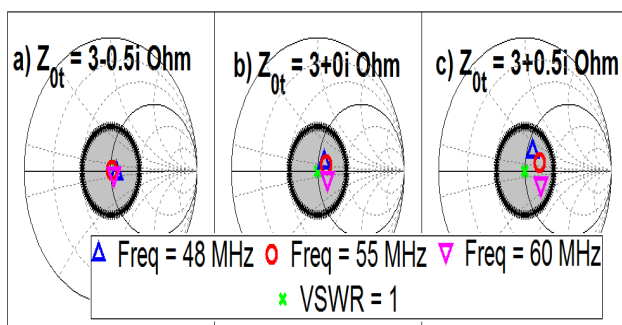 a) Z0t = 3-0.5i Ohm
b) Z0t = 3+0i Ohm
c) Z0t = 3+0.5i Ohm
Freq = 48 MHz Freq = 55 MHz Freq = 60 MHz
VSWR = 1